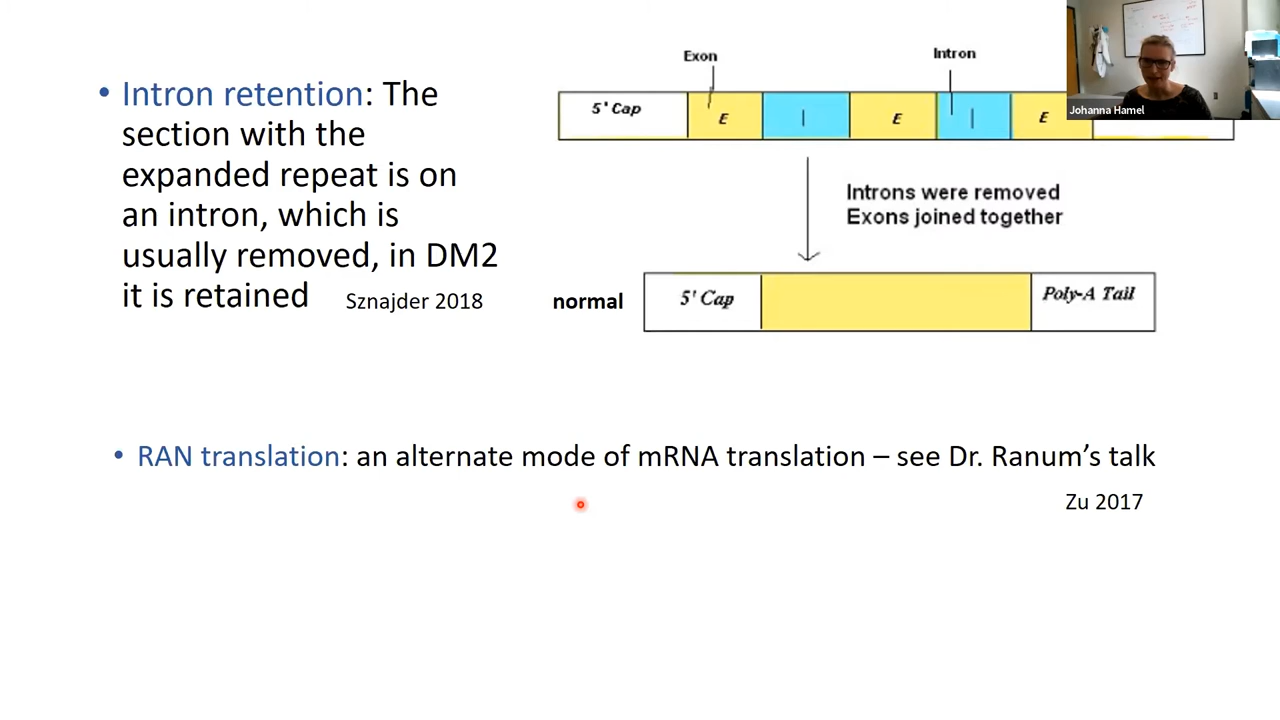 • Intron retention: The
section with the
expanded repeat is on
an intron, which is
usually removed, in DM2
it is retained
Sznajder 2018
Exon
Intron
5' Cap
E
I
E
I
E
Johanna Hamel
Introns were removed
Exons joined together
normal
5' Cap
Poly-A Tail
• RAN translation: an alternate mode of mRNA translation – see Dr. Ranum's talk
Zu 2017